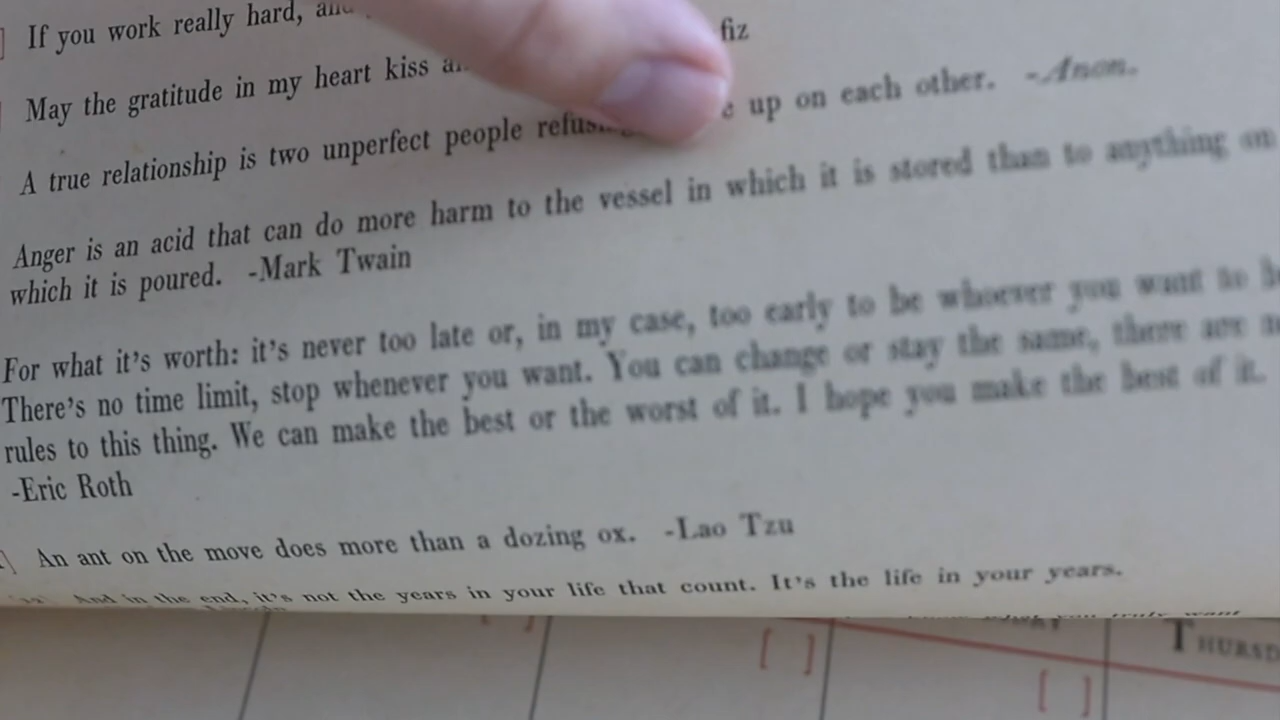 If you work really hard, and
fiz
May the gratitude in my heart kiss
A true relationship is two unperfect people up on each other. -Anon.
Anger is an acid that can do more harm to the vessel in which it is stored than to anything on
which it is poured. -Mark Twain
For what it's worth: it's never too late or, in my case, too early to be whoever you want to
There's no time limit, stop whenever you want. You can change or stay the same, there are
rules to this thing. We can make the best or the worst of it. I hope you make the best of it.
-Eric Roth
An ant on the move does more than a dozing ox. -Lao Tzu
And in the end, it's not the years in your life that count. It's the life in your years.
Lincoln
you truly want
[ ] [ ] [ ] THURSD